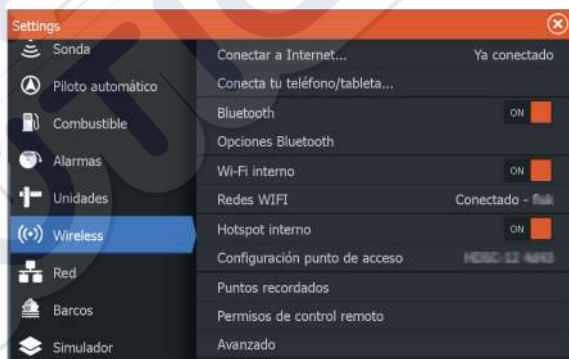 Settings
Sonda
Piloto automático
Combustible
Alarmas
Unidades
Wireless
Red
Barcos
Simulador
Conectar a Internet... Ya conectado
Conecta tu teléfono/tableta...
Bluetooth ON
Opciones Bluetooth
Wi-Fi interno ON
Redes WIFI Conectado -
Hotspot interno ON
Configuración punto de acceso
Puntos recordados
Permisos de control remoto
Avanzado